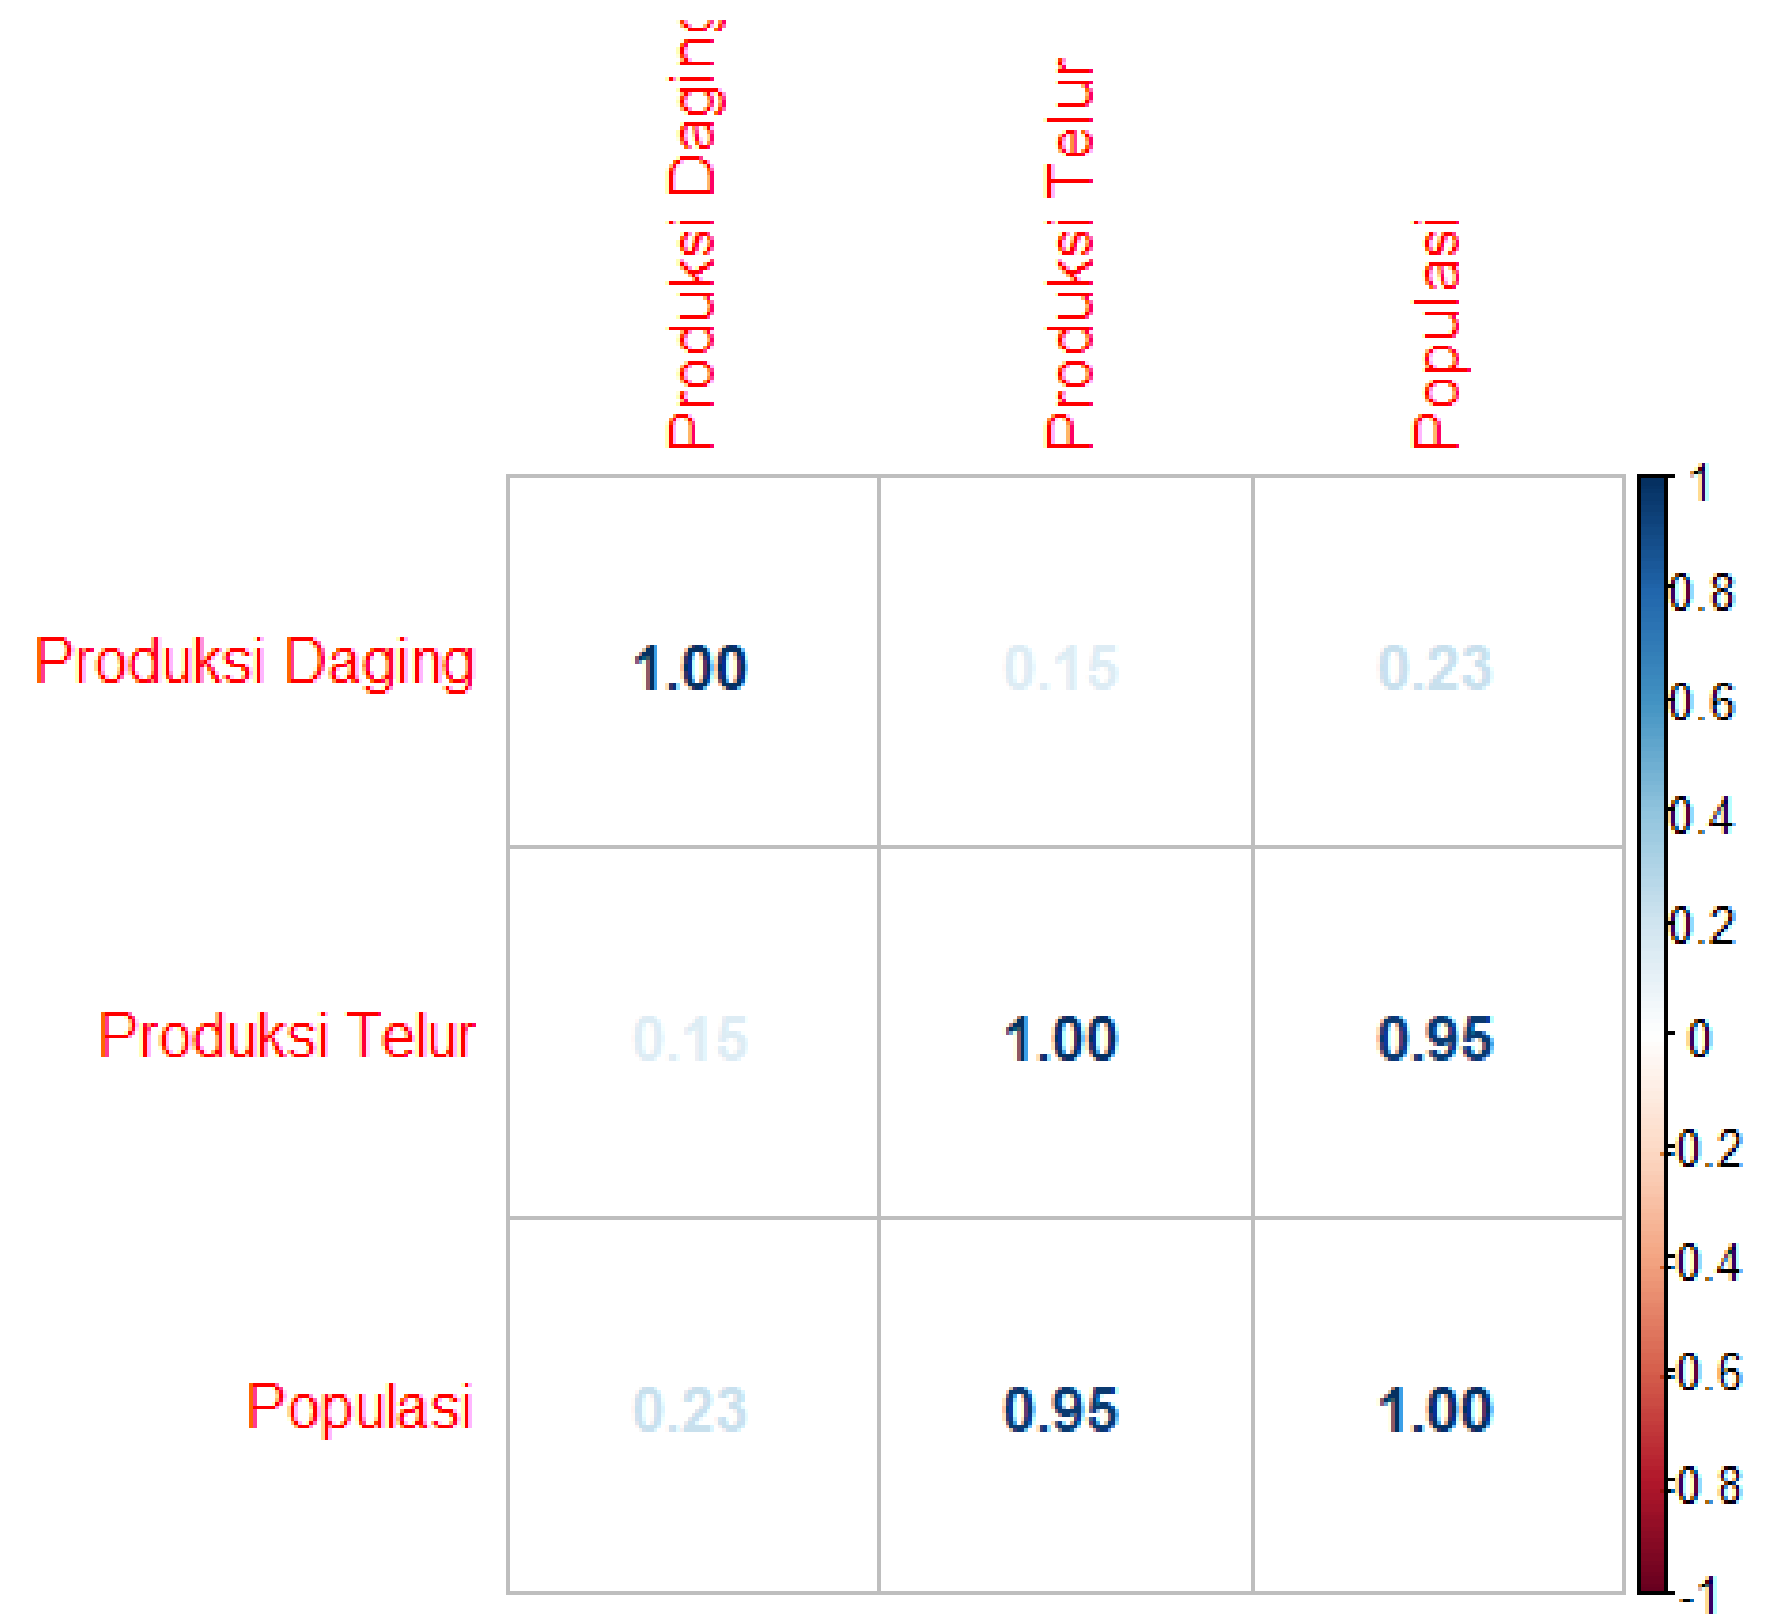 Produksi Daging
Produksi Telur
Populasi
Produksi Daging 1.00 0.15 0.23
Produksi Telur 0.15 1.00 0.95
Populasi 0.23 0.95 1.00
1
0.8
0.6
0.4
0.2
0
-0.2
-0.4
-0.6
-0.8
-1